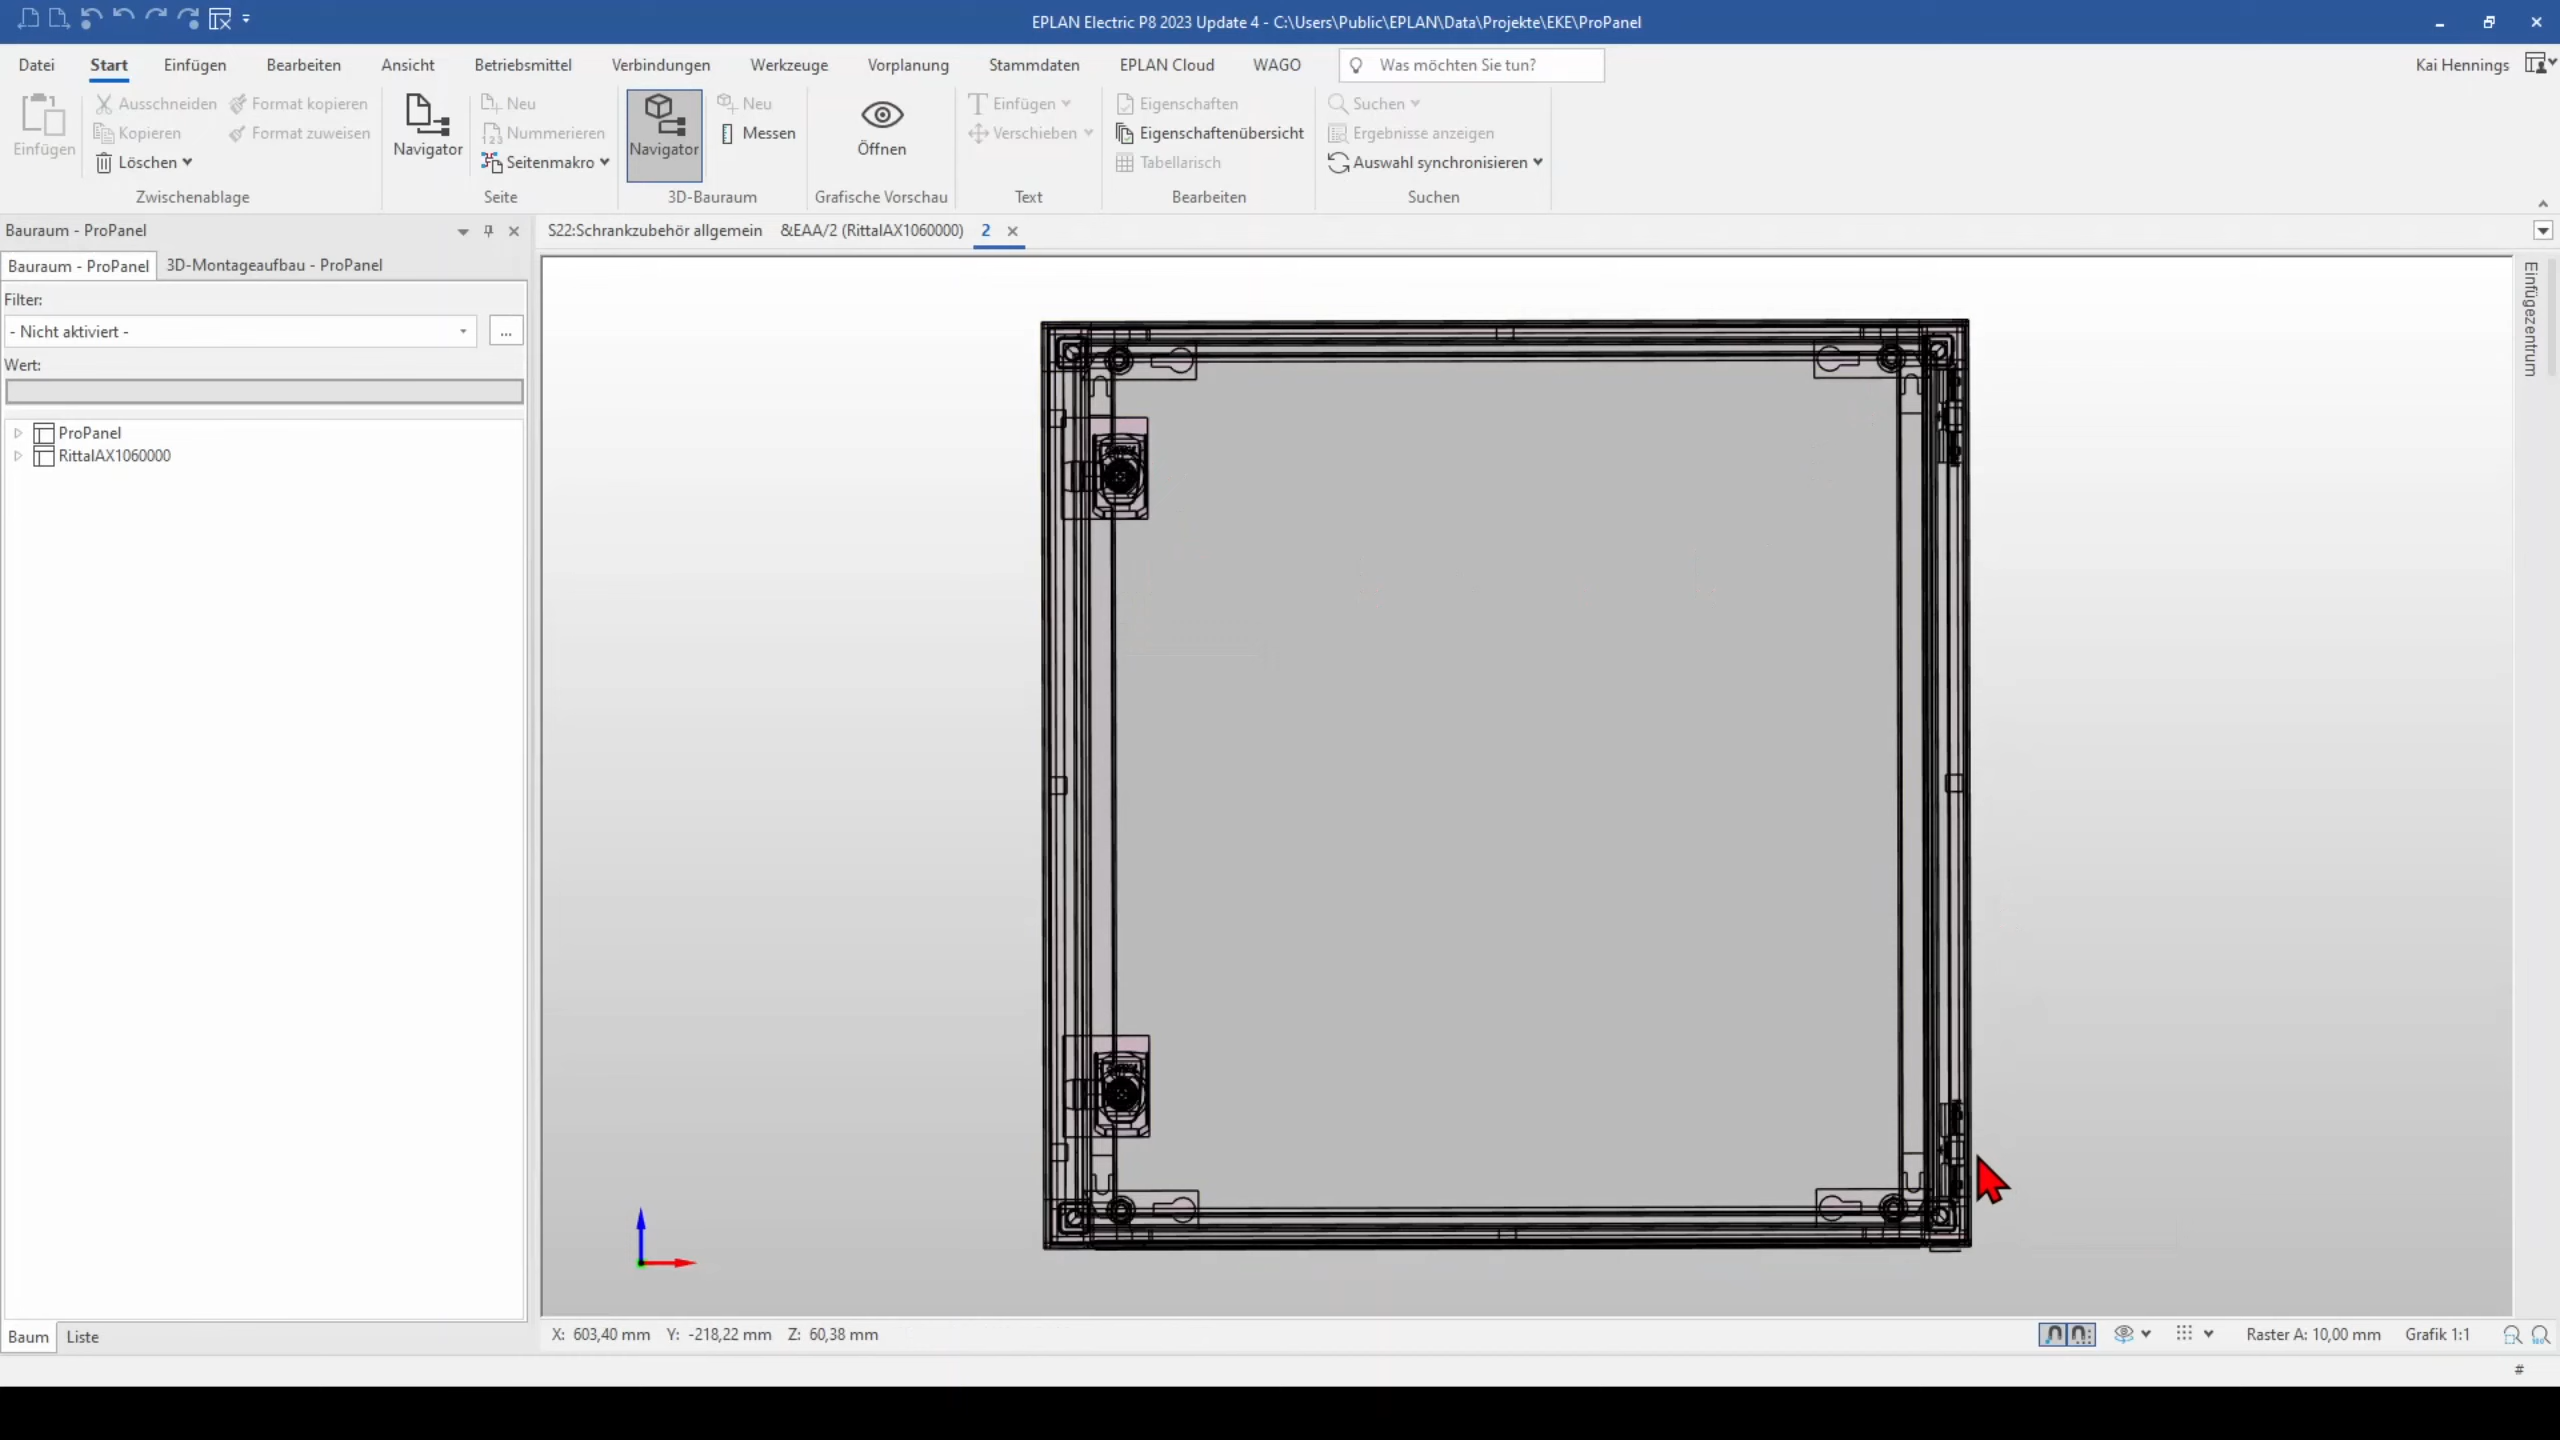 EPLAN Electric P8 2023 Update 4 - C:\Users\Public\EPLAN\Data\Projekte\EKE\ProPanel
Datei Start Einfügen Bearbeiten Ansicht Betriebsmittel Verbindungen Werkzeuge Vorplanung Stammdaten EPLAN Cloud WAGO Was möchten Sie tun? Kai Hennings
Einfügen
Ausschneiden
Kopieren
Löschen
Format kopieren
Format zuweisen
Zwischenablage
Navigator
Neu
Nummerieren
Seitenmakro
Seite
Navigator
Neu
Messen
3D-Bauraum
Öffnen
Grafische Vorschau
Einfügen
Verschieben
Text
Eigenschaften
Eigenschaftenübersicht
Tabellarisch
Bearbeiten
Suchen
Ergebnisse anzeigen
Auswahl synchronisieren
Suchen
Bauraum - ProPanel
S22:Schrankzubehör allgemein &EAA/2 (RittalAX1060000) 2
Bauraum - ProPanel 3D-Montageaufbau - ProPanel
Filter:
- Nicht aktiviert -
...
Wert:
ProPanel
RittalAX1060000
Einfügezentrum
Baum Liste
X: 603,40 mm Y: -218,22 mm Z: 60,38 mm
Raster A: 10,00 mm Grafik 1:1
#